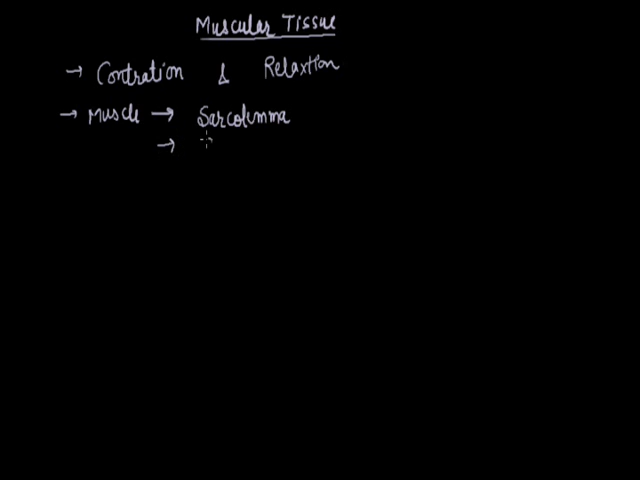 Muscular Tissue
→ Contration & Relaxtion
→ Muscle → Sarcolemma
→